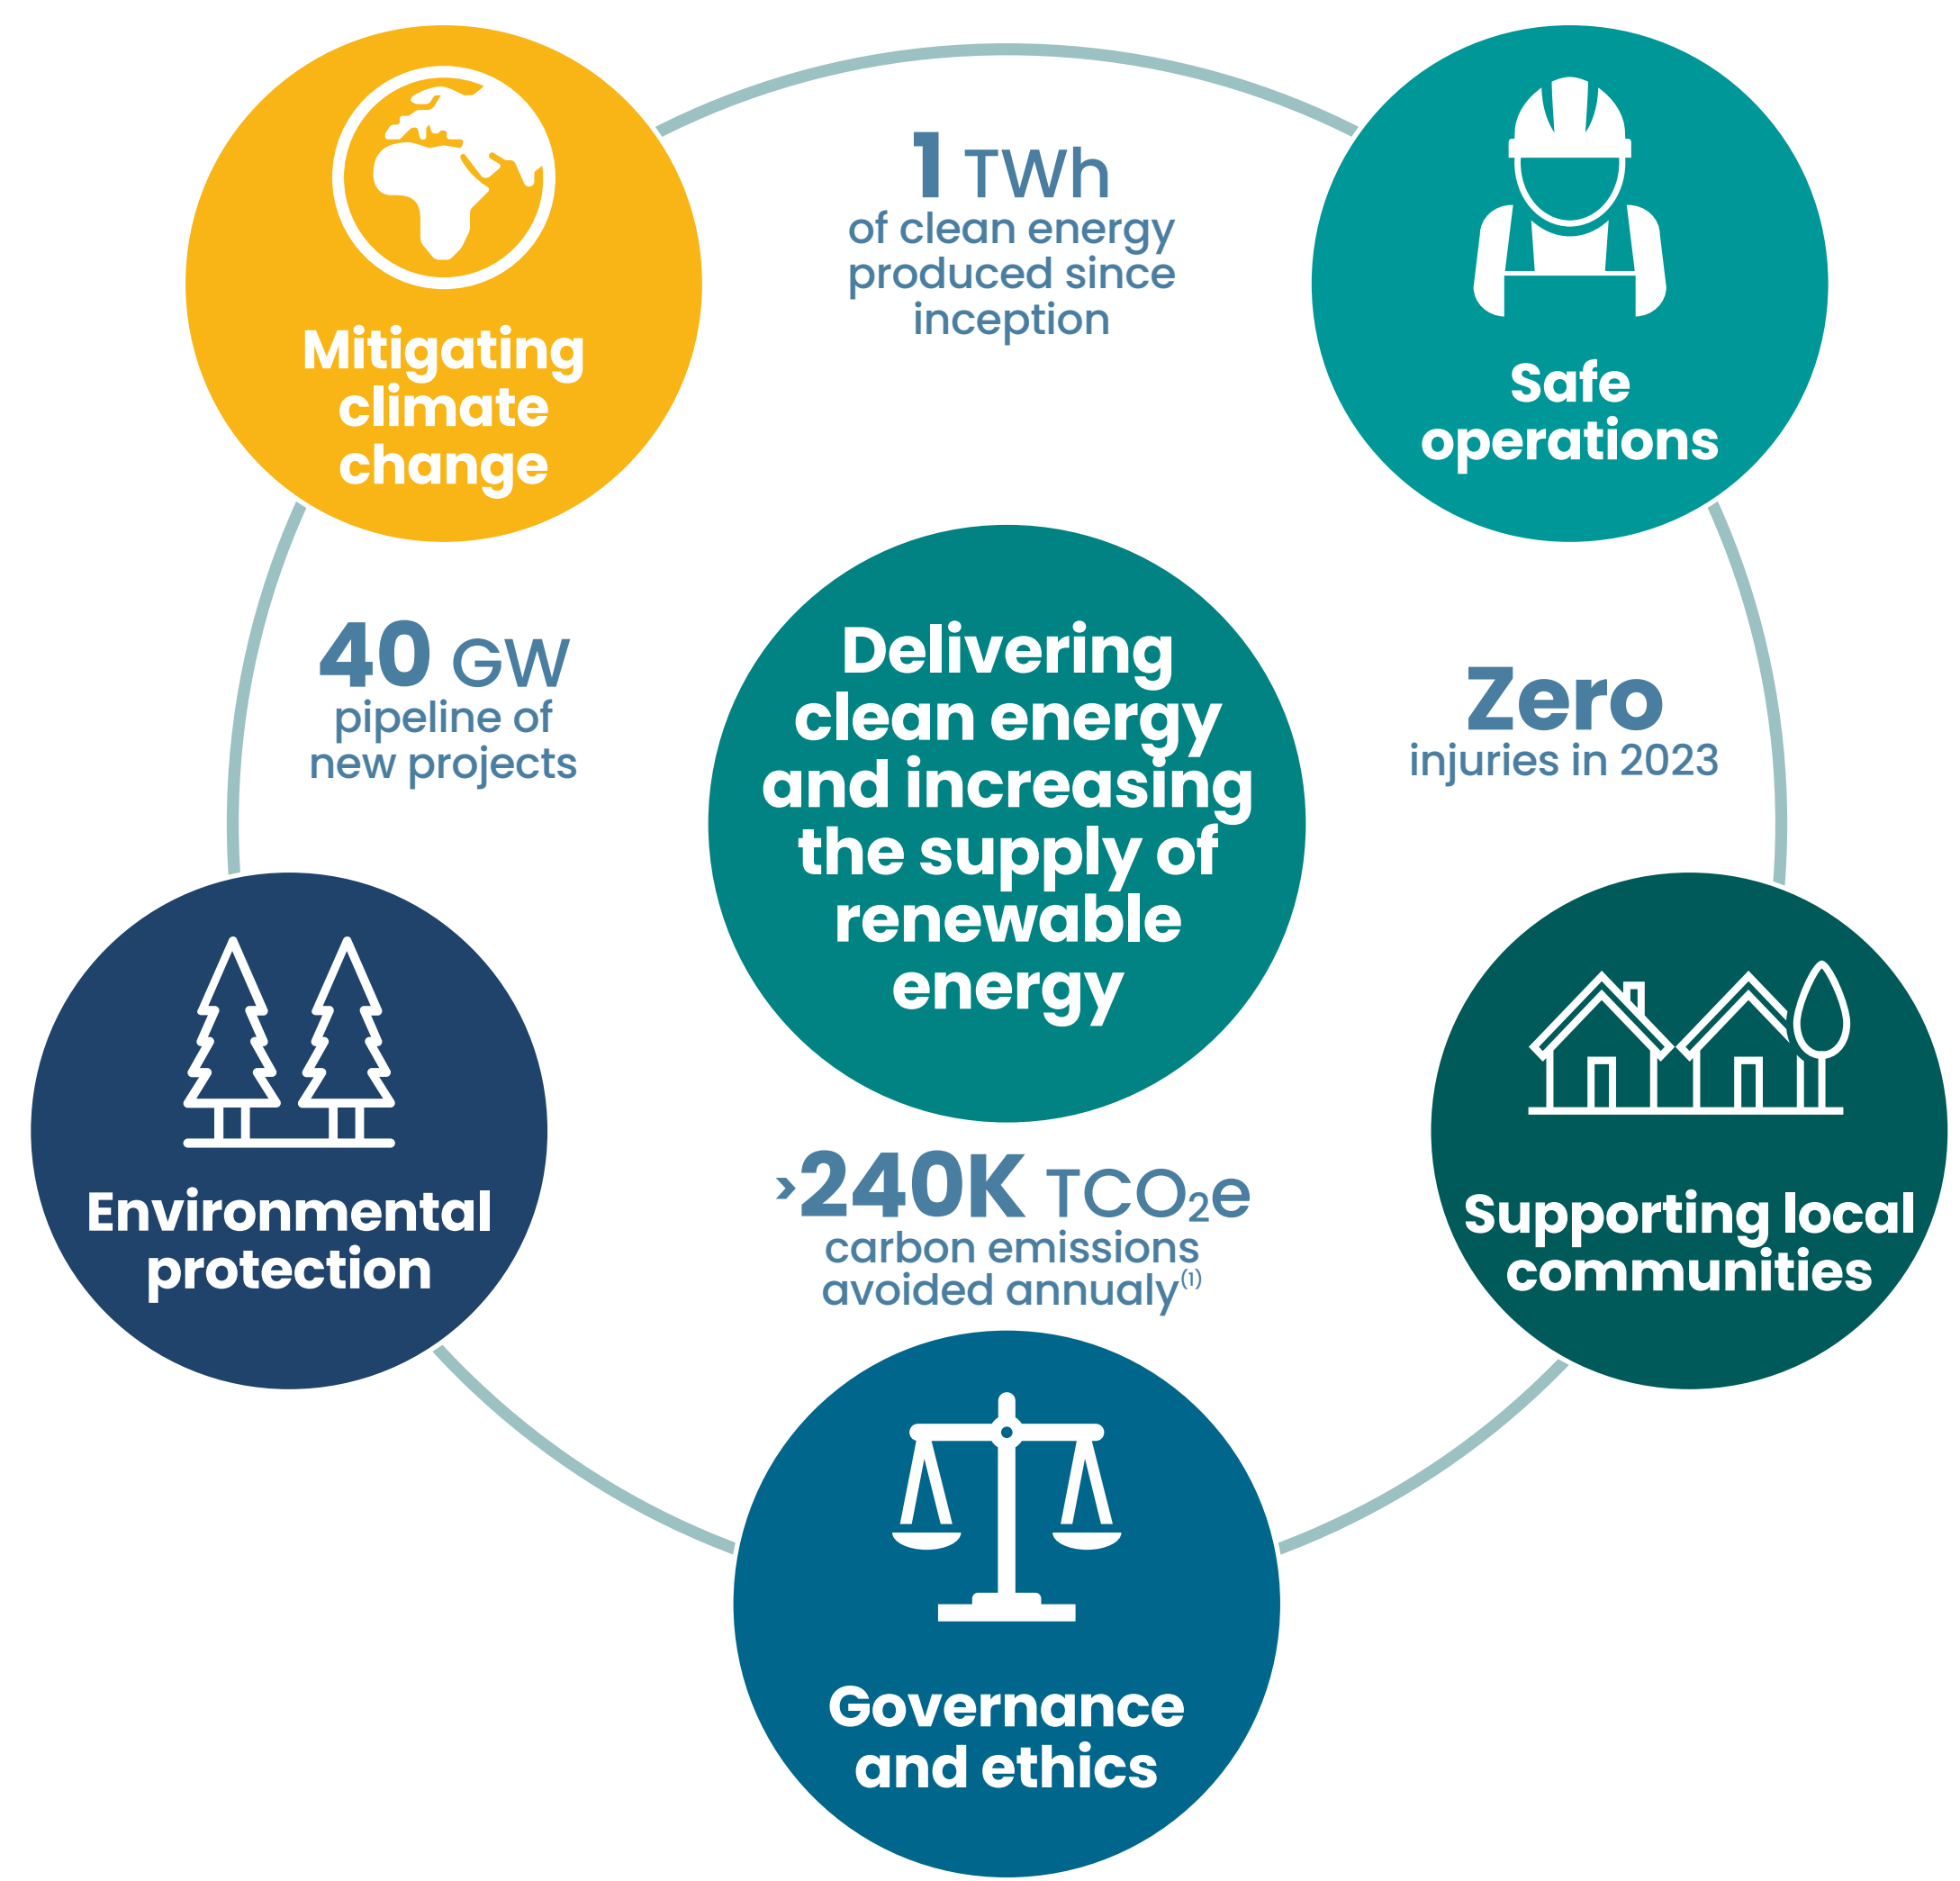 Mitigating
climate
change
1 TWh
of clean energy
produced since
inception
Safe
operations
40 GW
pipeline of
new projects
Delivering
clean energy
and increasing
the supply of
renewable
energy
Zero
injuries in 2023
Environmental
protection
>240K TCO₂e
carbon emissions
avoided annualy⁽¹⁾
Supporting local
communities
Governance
and ethics